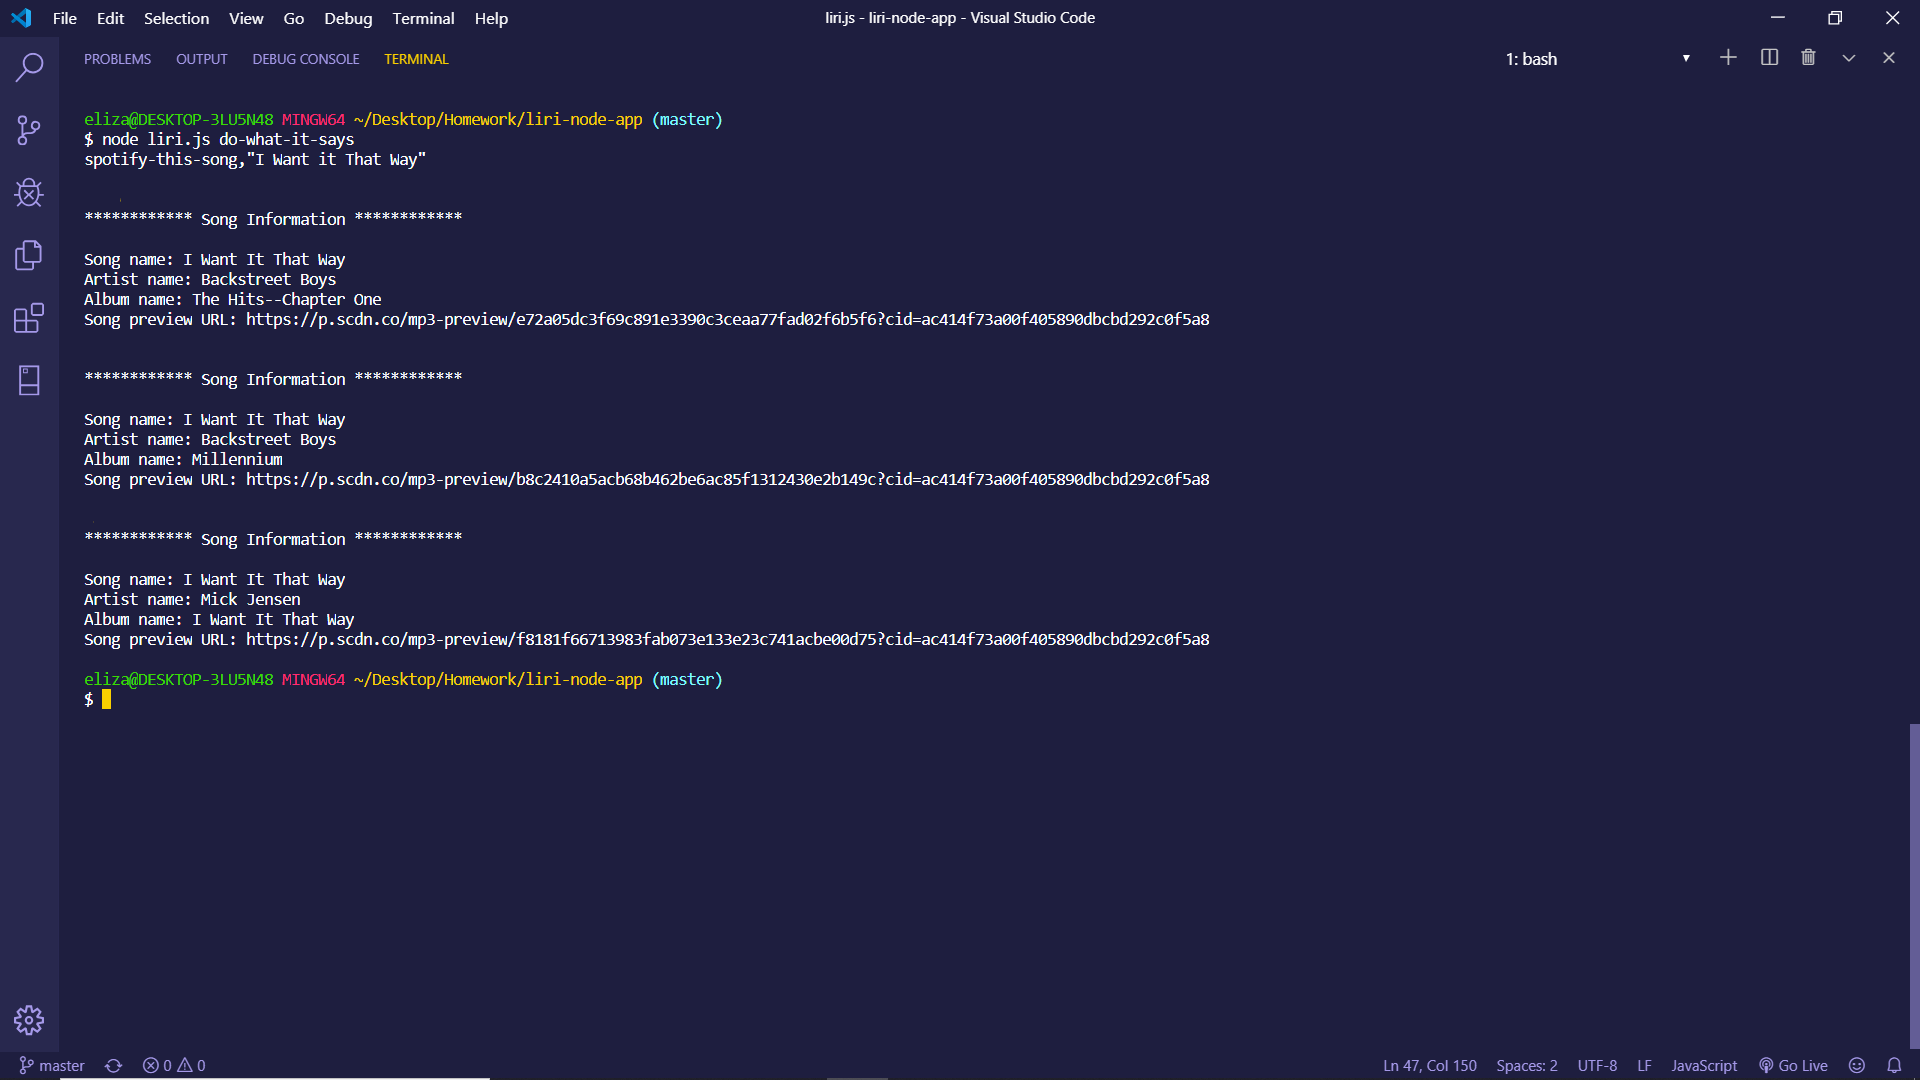 File Edit Selection View Go Debug Terminal Help
liri.js - liri-node-app - Visual Studio Code
PROBLEMS OUTPUT DEBUG CONSOLE TERMINAL
1: bash
eliza@DESKTOP-3LU5N48 MINGW64 ~/Desktop/Homework/liri-node-app (master)
$ node liri.js do-what-it-says
spotify-this-song,"I Want it That Way"
************ Song Information ************
Song name: I Want It That Way
Artist name: Backstreet Boys
Album name: The Hits--Chapter One
Song preview URL: https://p.scdn.co/mp3-preview/e72a05dc3f69c891e3390c3ceaa77fad02f6b5f6?cid=ac414f73a00f405890dbcbd292c0f5a8
************ Song Information ************
Song name: I Want It That Way
Artist name: Backstreet Boys
Album name: Millennium
Song preview URL: https://p.scdn.co/mp3-preview/b8c2410a5acb68b462be6ac85f1312430e2b149c?cid=ac414f73a00f405890dbcbd292c0f5a8
************ Song Information ************
Song name: I Want It That Way
Artist name: Mick Jensen
Album name: I Want It That Way
Song preview URL: https://p.scdn.co/mp3-preview/f8181f66713983fab073e133e23c741acbe00d75?cid=ac414f73a00f405890dbcbd292c0f5a8
eliza@DESKTOP-3LU5N48 MINGW64 ~/Desktop/Homework/liri-node-app (master)
$
master 0 0
Ln 47, Col 150 Spaces: 2 UTF-8 LF JavaScript Go Live